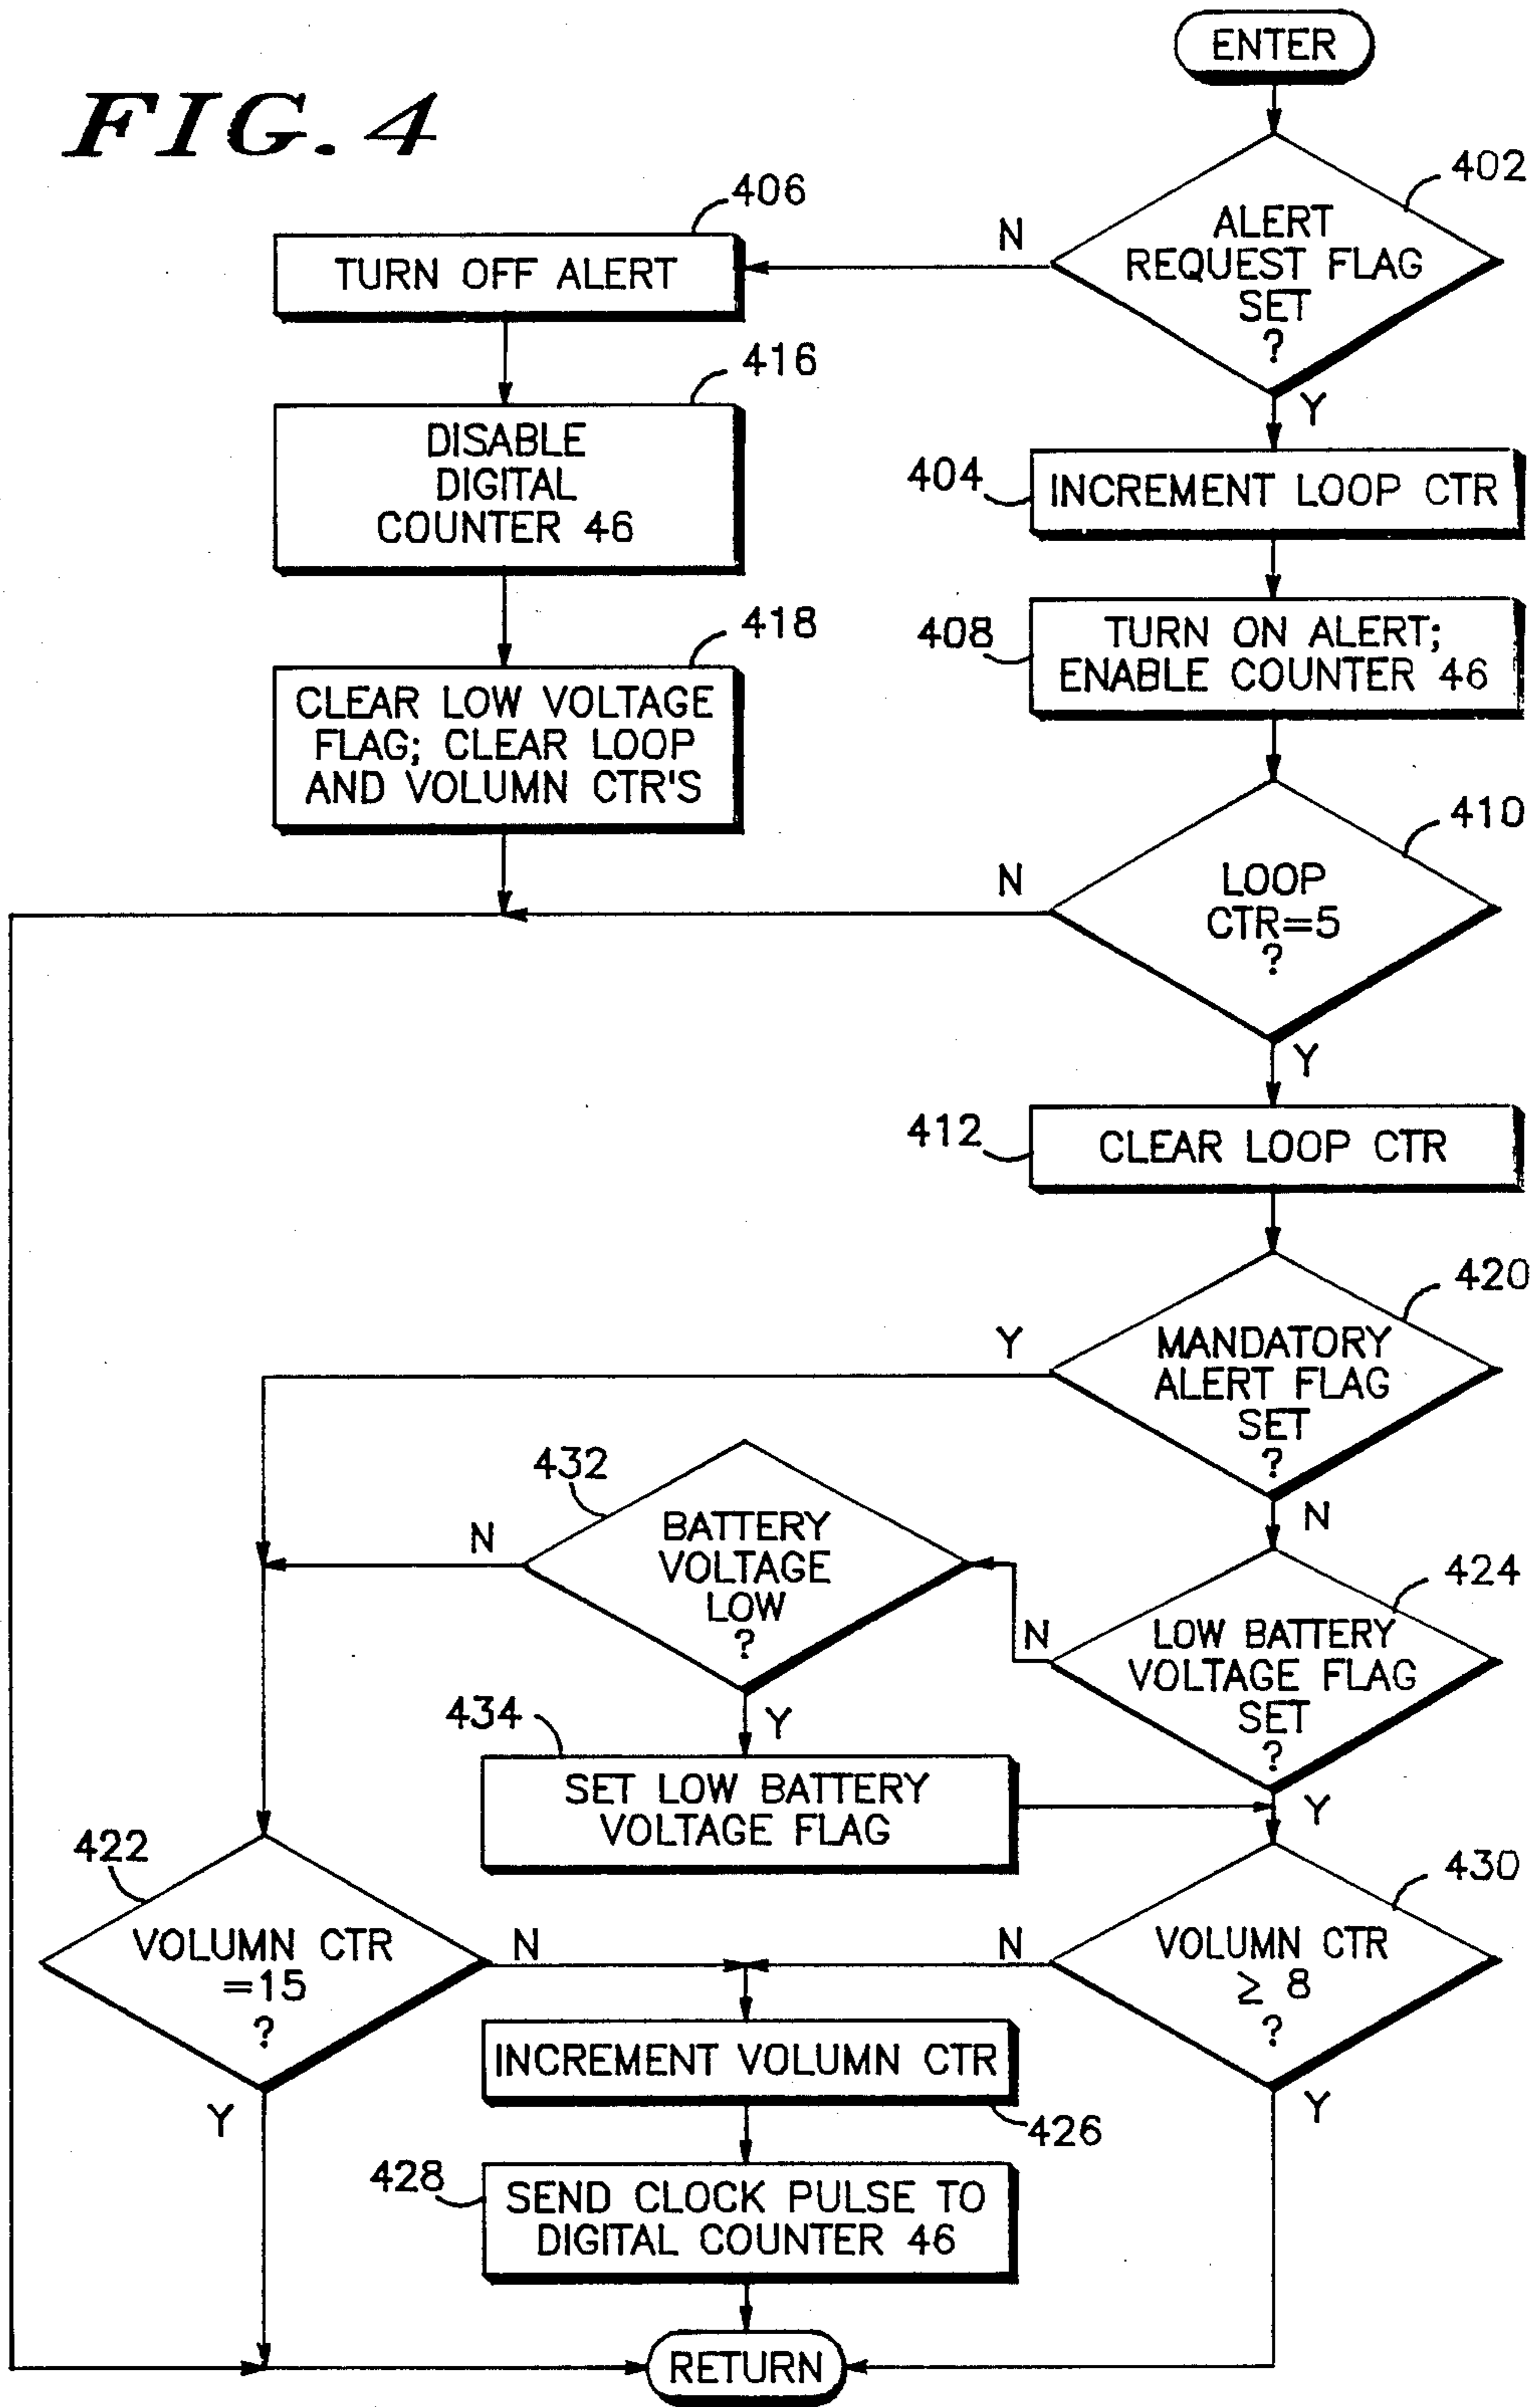 FIG. 4
ENTER
402
ALERT
REQUEST FLAG
SET
?
N
Y
406
TURN OFF ALERT
416
DISABLE
DIGITAL
COUNTER 46
404
INCREMENT LOOP CTR
418
CLEAR LOW VOLTAGE
FLAG; CLEAR LOOP
AND VOLUMN CTR'S
408
TURN ON ALERT;
ENABLE COUNTER 46
410
LOOP
CTR=5
?
N
Y
412
CLEAR LOOP CTR
420
MANDATORY
ALERT FLAG
SET
?
Y
N
432
BATTERY
VOLTAGE
LOW
?
N
Y
424
LOW BATTERY
VOLTAGE FLAG
SET
?
N
Y
434
SET LOW BATTERY
VOLTAGE FLAG
422
VOLUMN CTR
=15
?
N
Y
430
VOLUMN CTR
≥ 8
?
N
Y
INCREMENT VOLUMN CTR
426
428
SEND CLOCK PULSE TO
DIGITAL COUNTER 46
RETURN